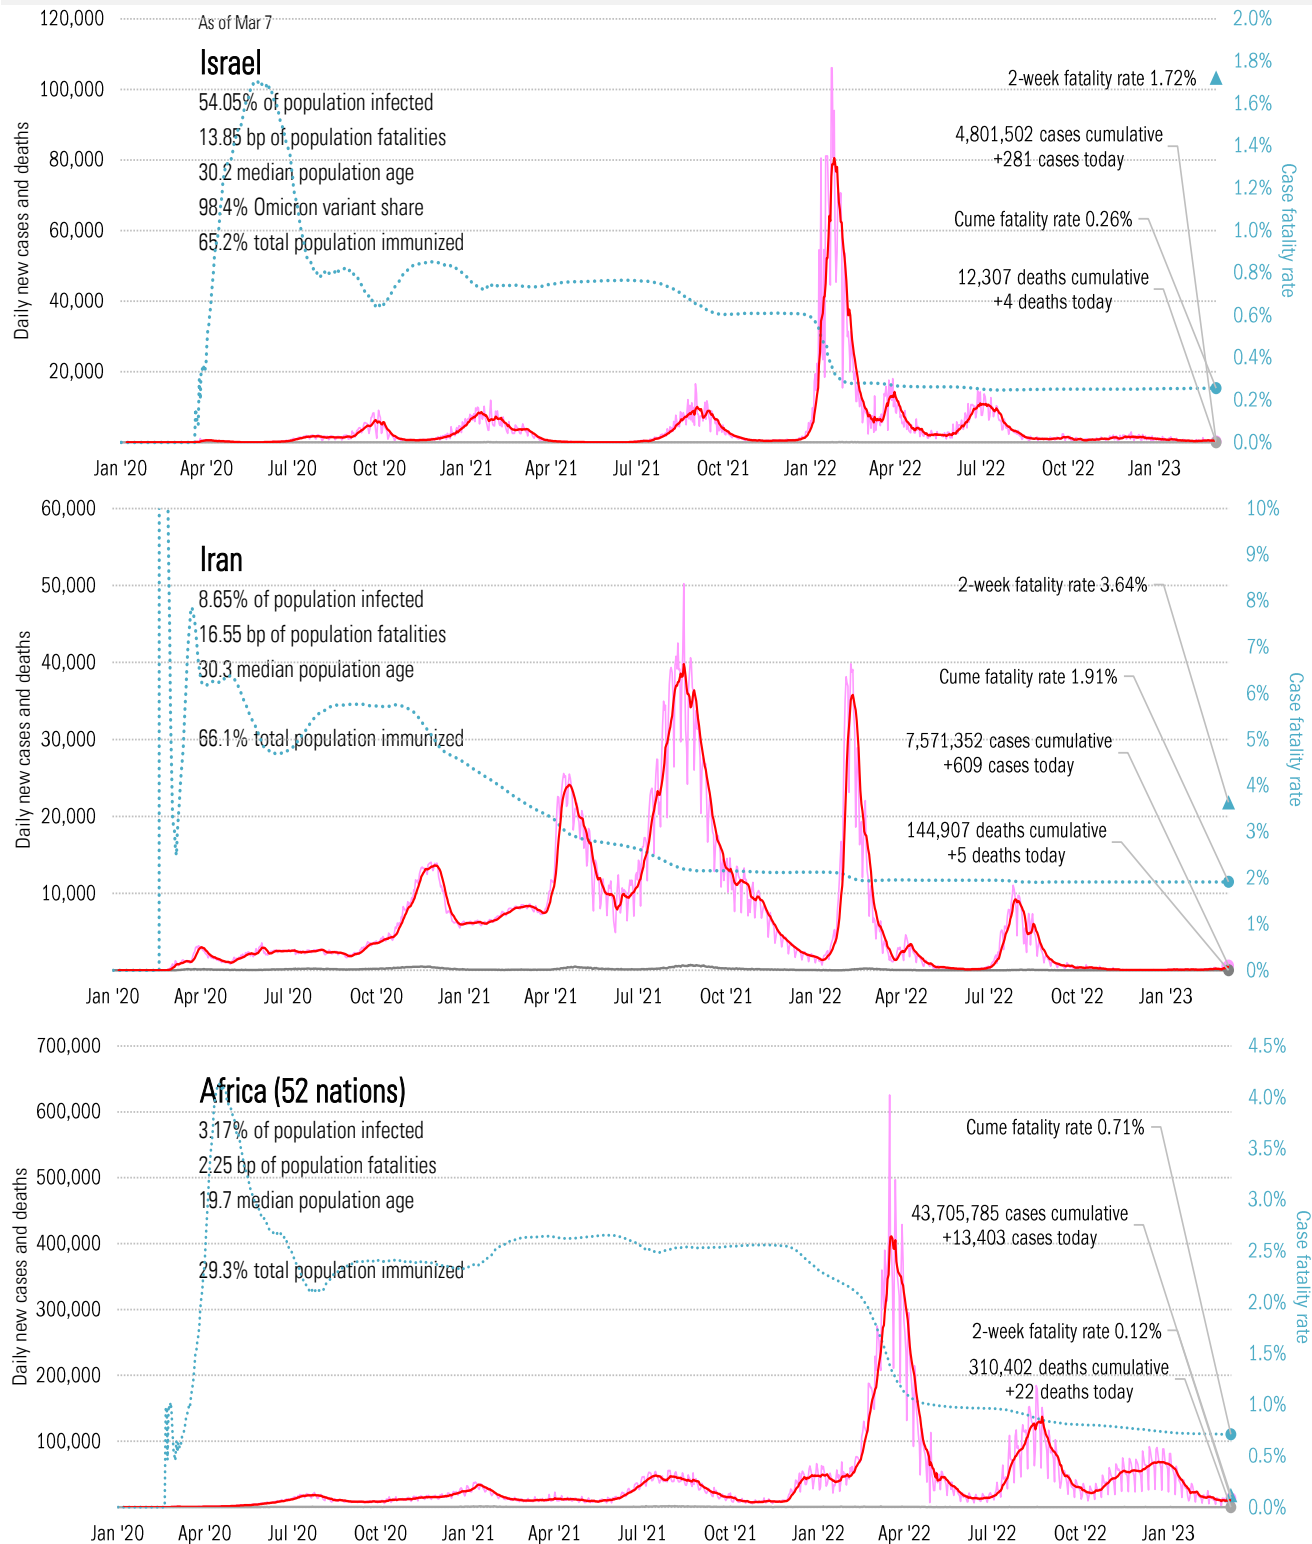 As of Mar 7
Israel
54.05% of population infected
13.85 bp of population fatalities
30.2 median population age
98.4% Omicron variant share
65.2% total population immunized
Daily new cases and deaths
120,000
100,000
80,000
60,000
40,000
20,000
2-week fatality rate 1.72%
4,801,502 cases cumulative
+281 cases today
Cume fatality rate 0.26%
12,307 deaths cumulative
+4 deaths today
2.0%
1.8%
1.6%
1.4%
1.2%
1.0%
0.8%
0.6%
0.4%
0.2%
0.0%
Case fatality rate
Jan '20 Apr '20 Jul '20 Oct '20 Jan '21 Apr '21 Jul '21 Oct '21 Jan '22 Apr '22 Jul '22 Oct '22 Jan '23
Iran
8.65% of population infected
16.55 bp of population fatalities
30.3 median population age
66.1% total population immunized
Daily new cases and deaths
60,000
50,000
40,000
30,000
20,000
10,000
2-week fatality rate 3.64%
Cume fatality rate 1.91%
7,571,352 cases cumulative
+609 cases today
144,907 deaths cumulative
+5 deaths today
10%
9%
8%
7%
6%
5%
4%
3%
2%
1%
0%
Case fatality rate
Jan '20 Apr '20 Jul '20 Oct '20 Jan '21 Apr '21 Jul '21 Oct '21 Jan '22 Apr '22 Jul '22 Oct '22 Jan '23
Africa (52 nations)
3.17% of population infected
2.25 bp of population fatalities
19.7 median population age
29.3% total population immunized
Daily new cases and deaths
700,000
600,000
500,000
400,000
300,000
200,000
100,000
Cume fatality rate 0.71%
43,705,785 cases cumulative
+13,403 cases today
2-week fatality rate 0.12%
310,402 deaths cumulative
+22 deaths today
4.5%
4.0%
3.5%
3.0%
2.5%
2.0%
1.5%
1.0%
0.5%
0.0%
Case fatality rate
Jan '20 Apr '20 Jul '20 Oct '20 Jan '21 Apr '21 Jul '21 Oct '21 Jan '22 Apr '22 Jul '22 Oct '22 Jan '23